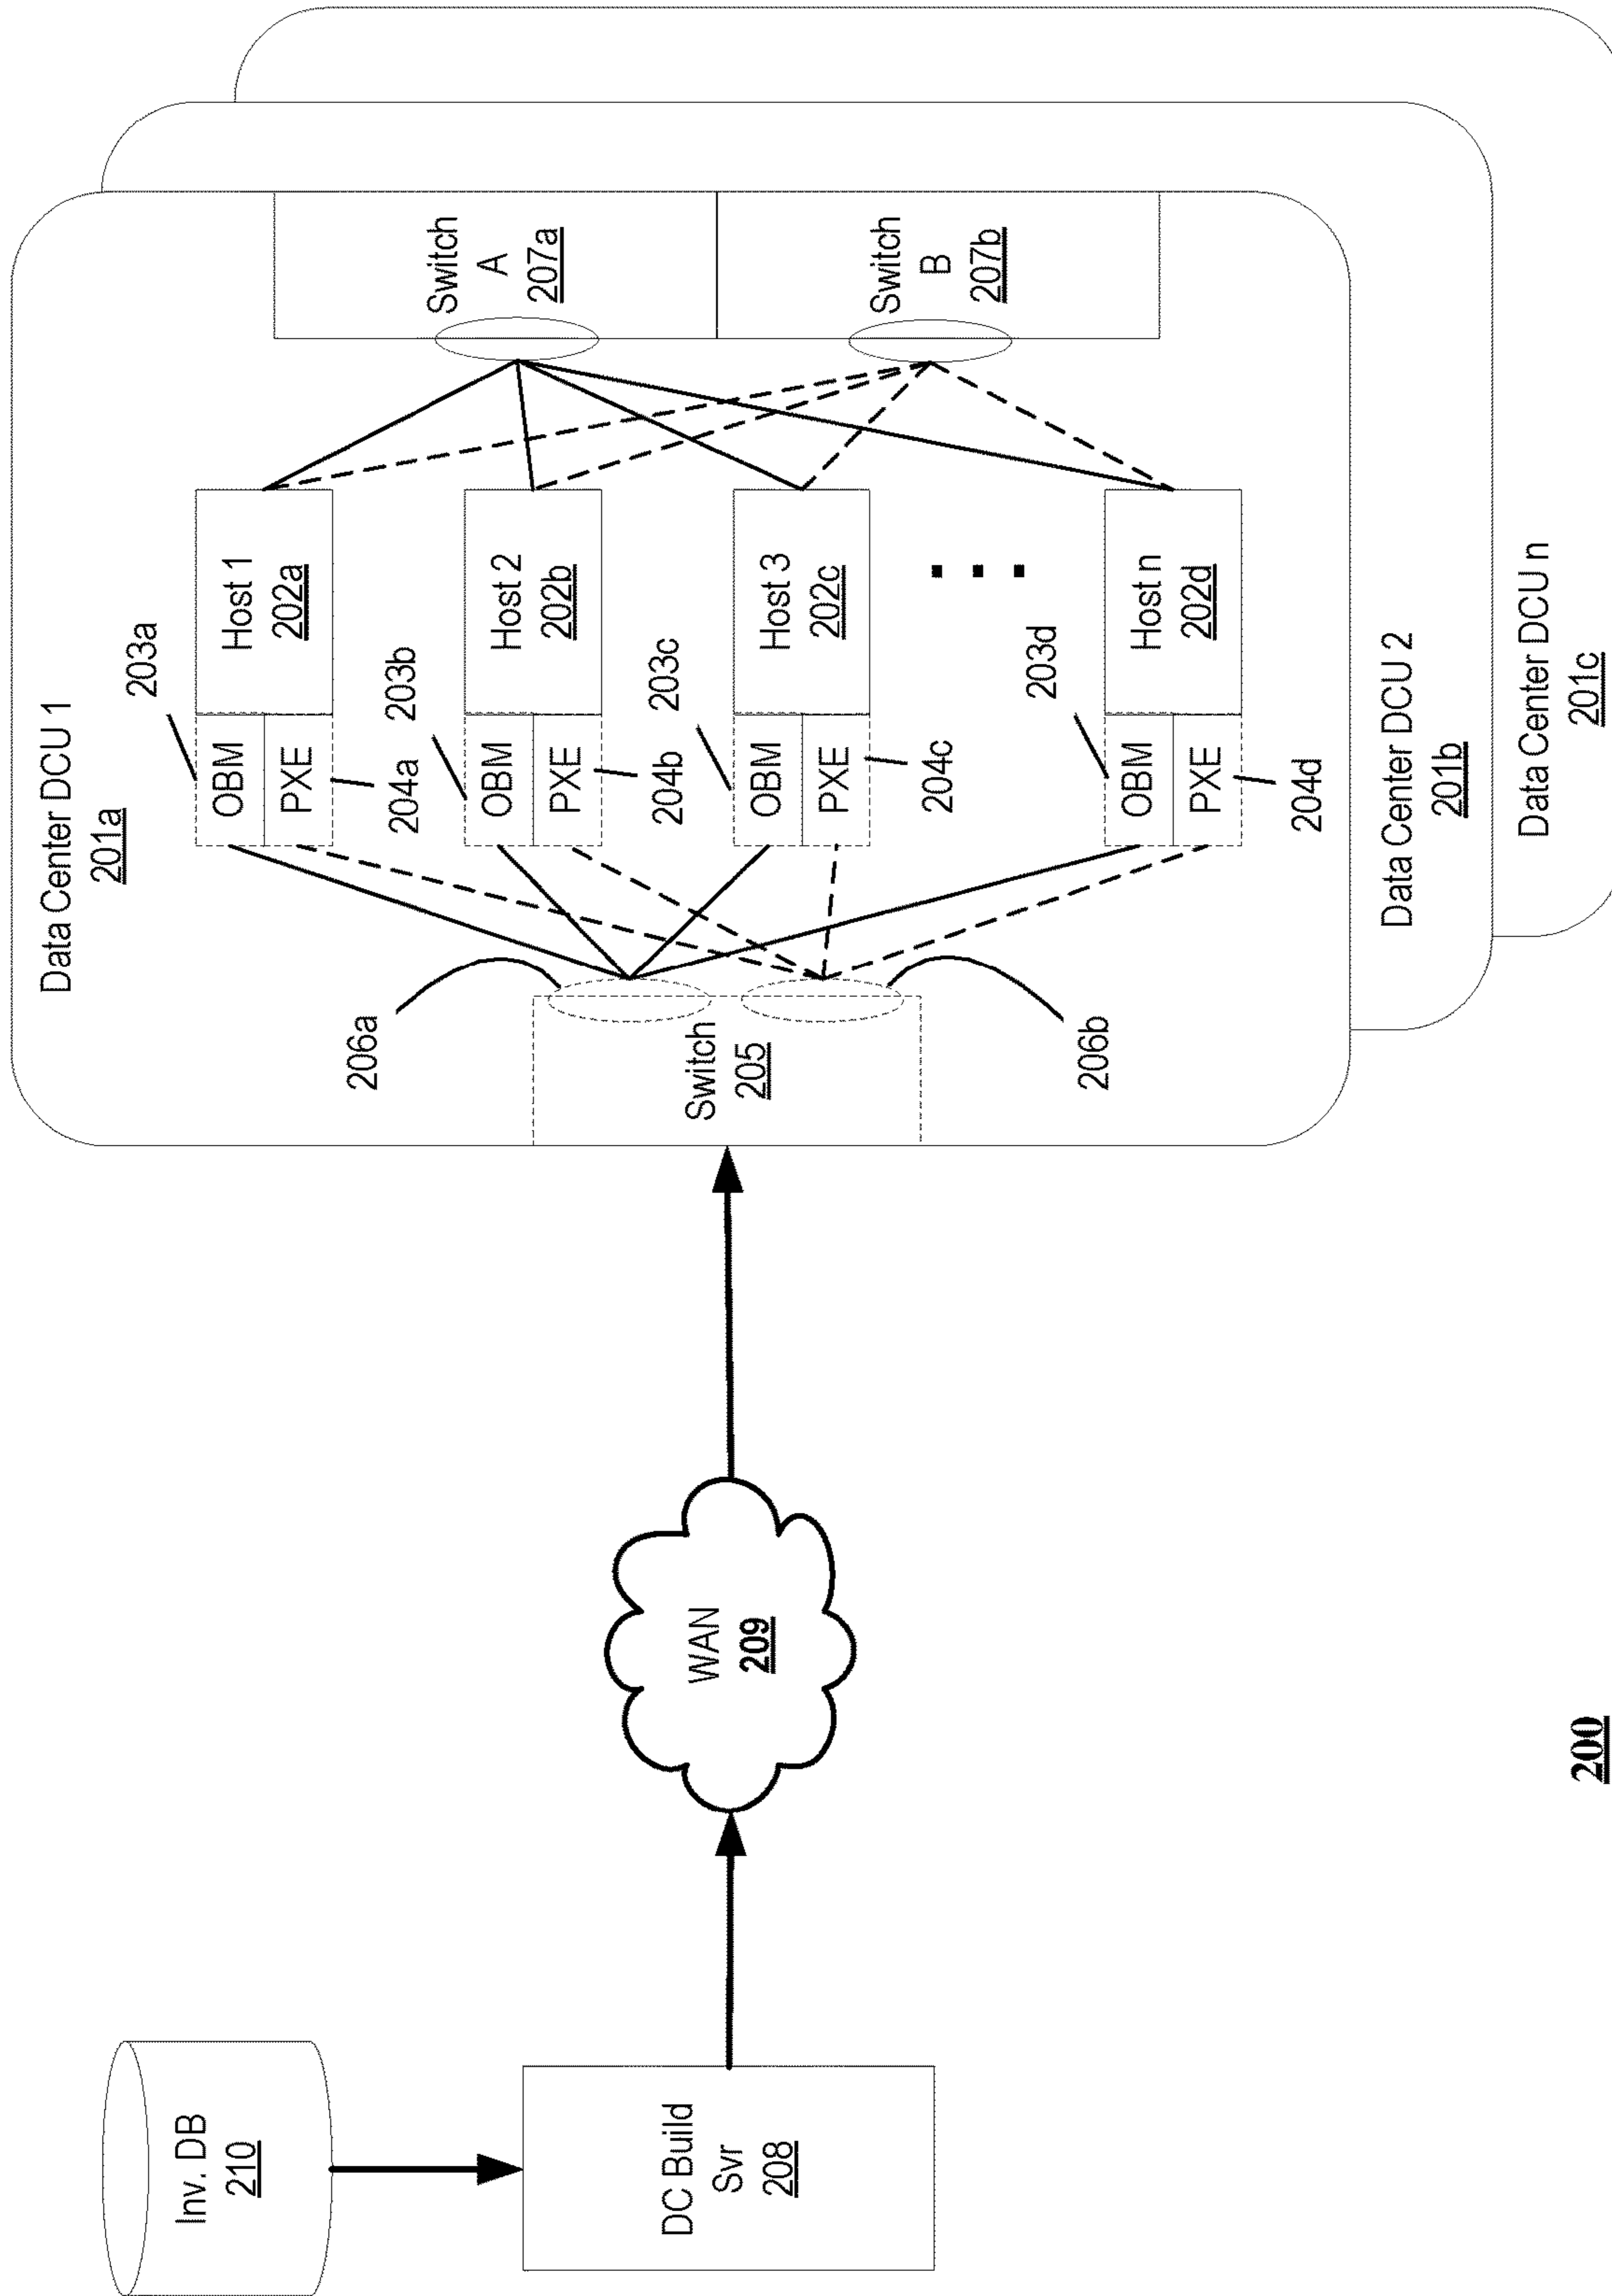 Inv. DB
210
DC Build
Svr
208
WAN
209
Data Center DCU 1
201a
Switch
205
206a
206b
203a
OBM
PXE
204a
Host 1
202a
203b
OBM
PXE
204b
Host 2
202b
203c
OBM
PXE
204c
Host 3
202c
203d
OBM
PXE
204d
Host n
202d
Switch
A
207a
Switch
B
207b
Data Center DCU 2
201b
Data Center DCU n
201c
200